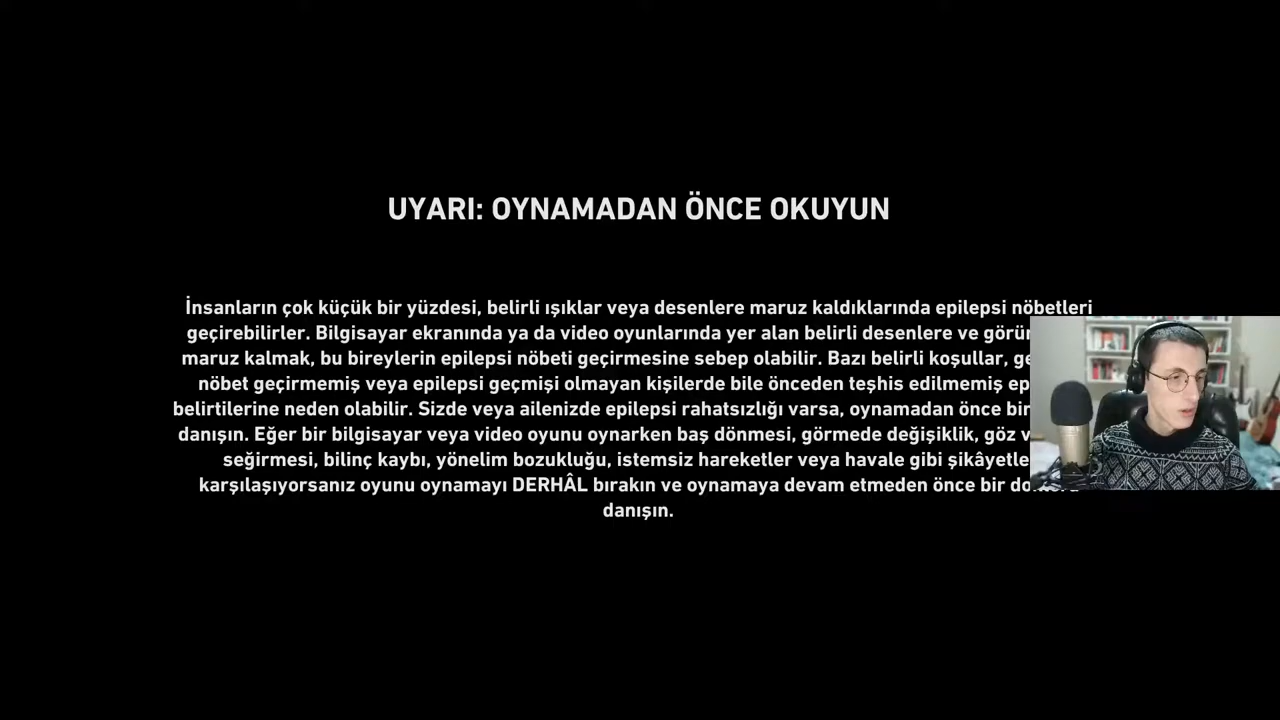 UYARI: OYNAMADAN ÖNCE OKUYUN
İnsanların çok küçük bir yüzdesi, belirli ışıklar veya desenlere maruz kaldıklarında epilepsi nöbetleri
geçirebilirler. Bilgisayar ekranında ya da video oyunlarında yer alan belirli desenlere ve
maruz kalmak, bu bireylerin epilepsi nöbeti geçirmesine sebep olabilir. Bazı belirli koşullar,
nöbet geçirmemiş veya epilepsi geçmişi olmayan kişilerde bile önceden teşhis edilmemiş
belirtilerine neden olabilir. Sizde veya ailenizde epilepsi rahatsızlığı varsa, oynamadan önce
danışın. Eğer bir bilgisayar veya video oyunu oynarken baş dönmesi, görmede değişiklik, göz
seğirmesi, bilinç kaybı, yönelim bozukluğu, istemsiz hareketler veya havale gibi
karşılaşıyorsanız oyunu oynamayı DERHÂL bırakın ve oynamaya devam etmeden önce bir
danışın.